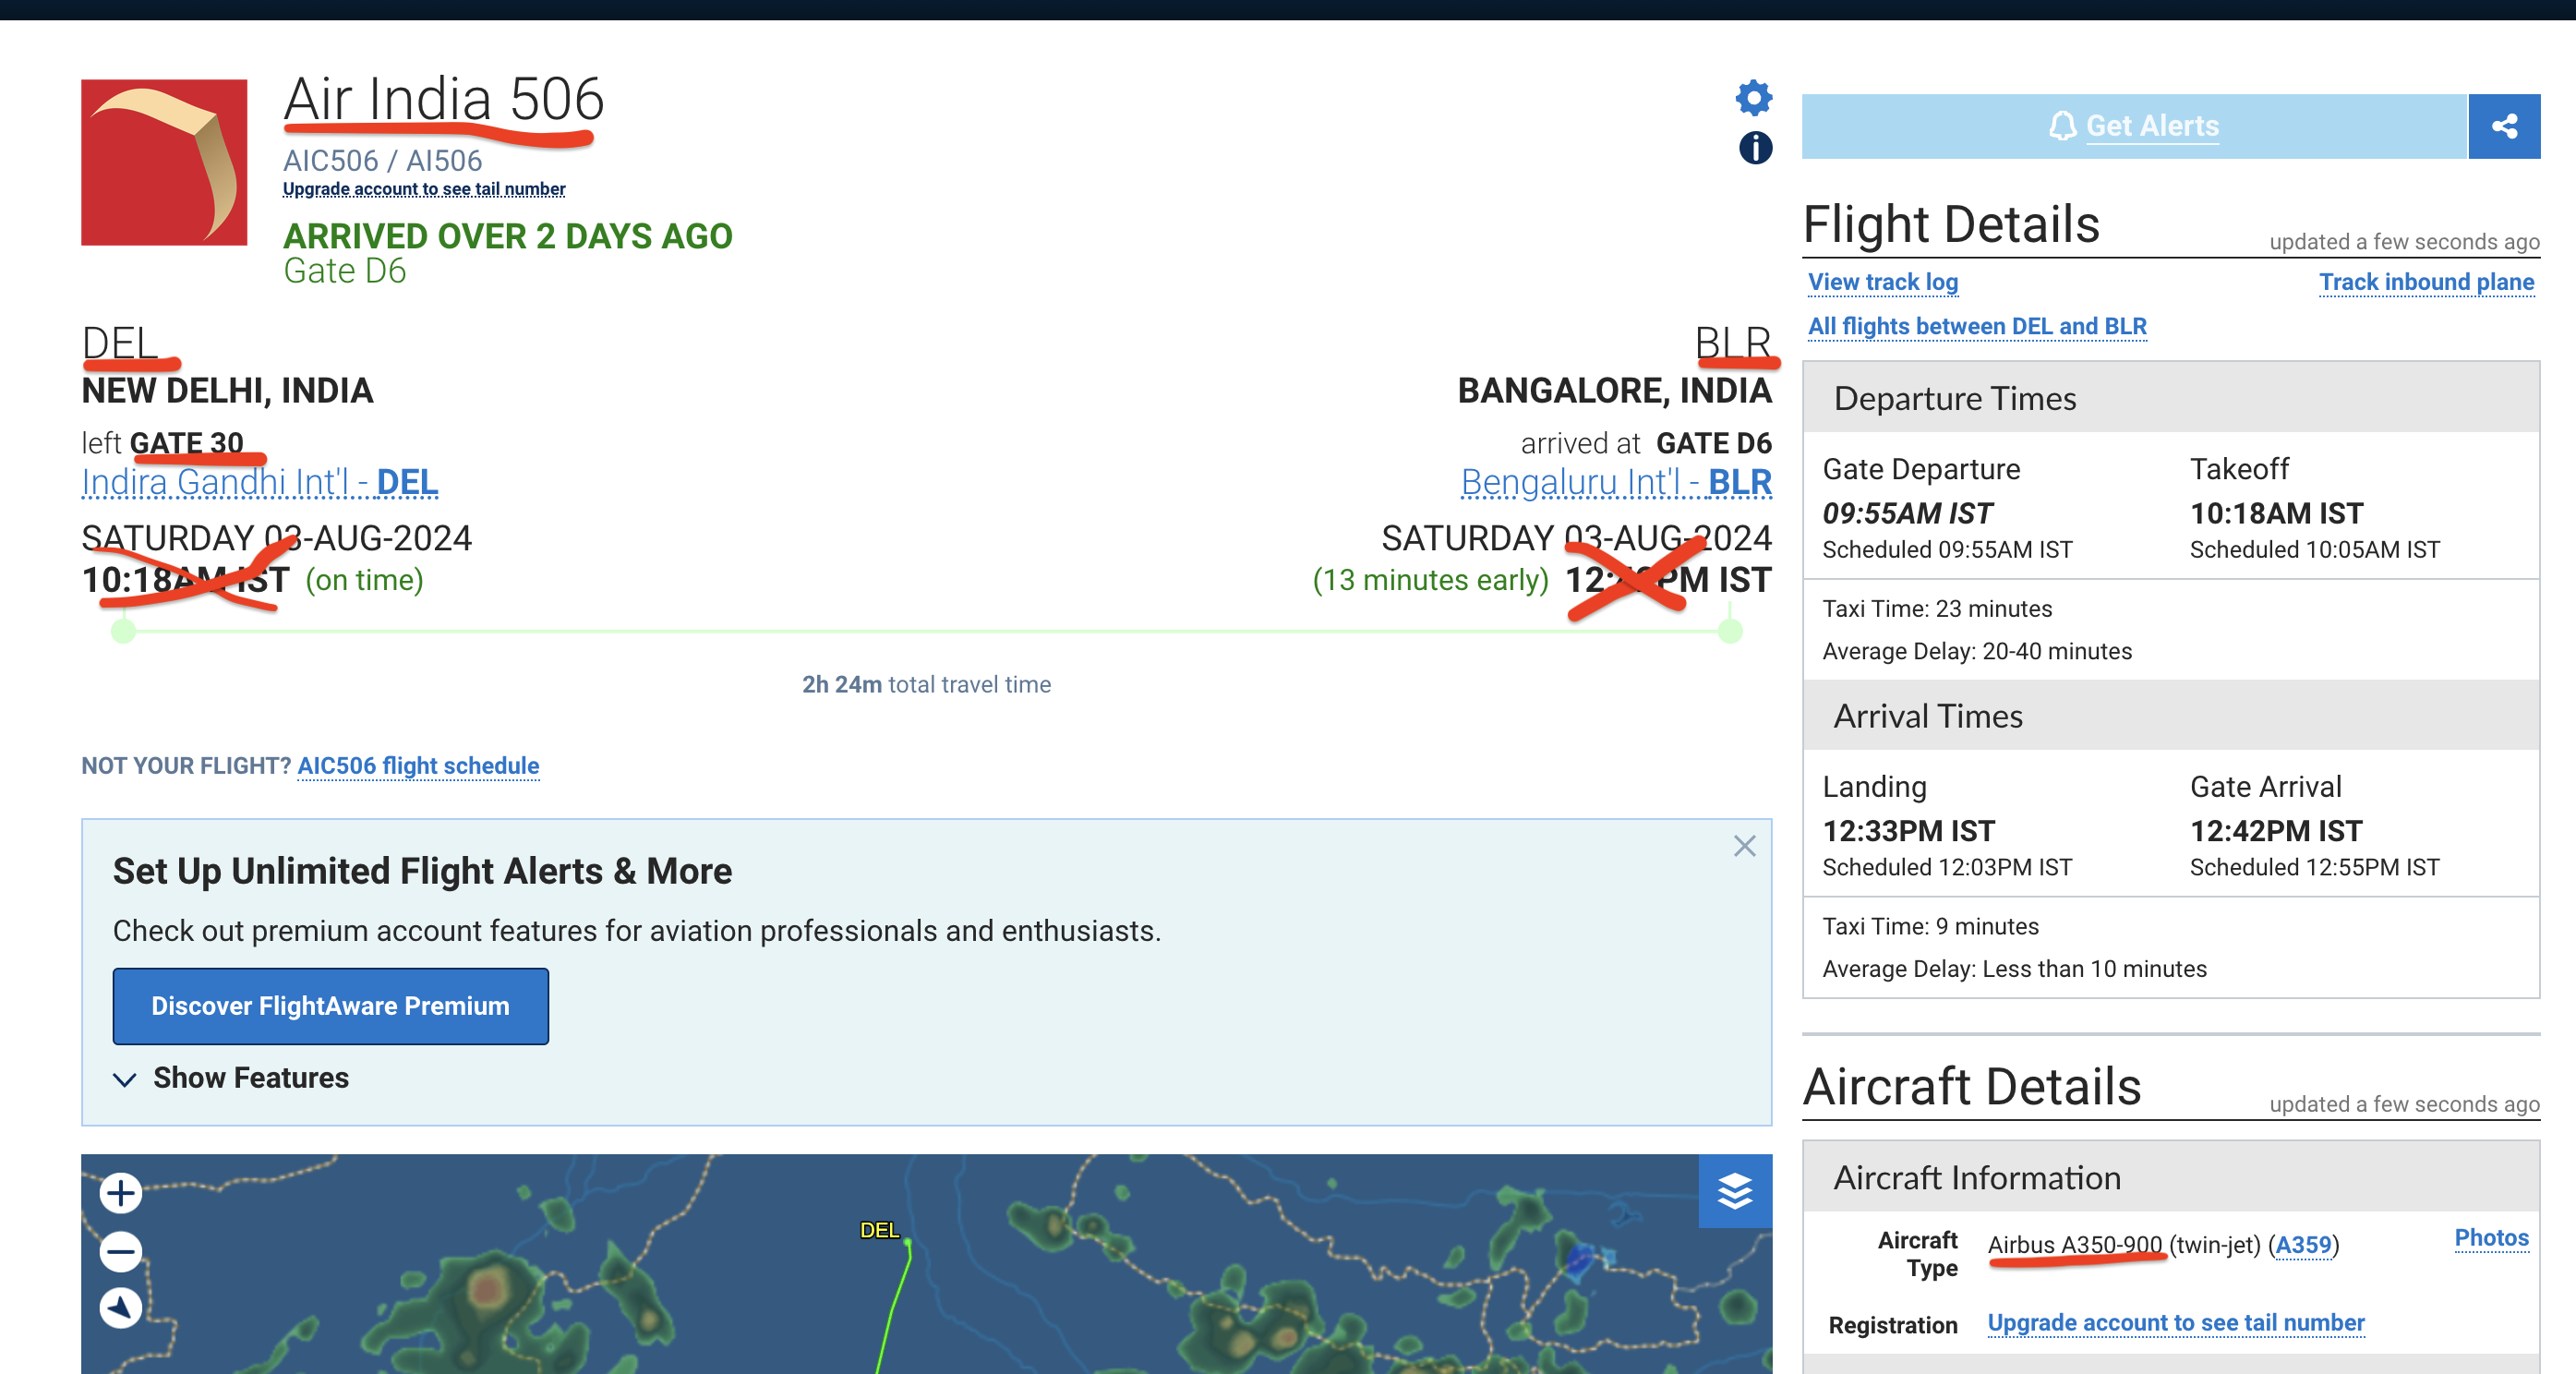 Air India 506
AIC506 / AI506
Upgrade account to see tail number
ARRIVED OVER 2 DAYS AGO
Gate D6
DEL
NEW DELHI, INDIA
left GATE 30
Indira Gandhi Int'l - DEL
SATURDAY 03-AUG-2024
10:18AM IST (on time)
BLR
BANGALORE, INDIA
arrived at GATE D6
Bengaluru Int'l - BLR
SATURDAY 03-AUG-2024
(13 minutes early) 12:42PM IST
2h 24m total travel time
NOT YOUR FLIGHT? AIC506 flight schedule
Set Up Unlimited Flight Alerts & More
Check out premium account features for aviation professionals and enthusiasts.
Discover FlightAware Premium
Show Features
DEL
Get Alerts
Flight Details
updated a few seconds ago
View track log
Track inbound plane
All flights between DEL and BLR
Departure Times
Gate Departure
09:55AM IST
Scheduled 09:55AM IST
Takeoff
10:18AM IST
Scheduled 10:05AM IST
Taxi Time: 23 minutes
Average Delay: 20-40 minutes
Arrival Times
Landing
12:33PM IST
Scheduled 12:03PM IST
Gate Arrival
12:42PM IST
Scheduled 12:55PM IST
Taxi Time: 9 minutes
Average Delay: Less than 10 minutes
Aircraft Details
updated a few seconds ago
Aircraft Information
Aircraft
Type
Airbus A350-900 (twin-jet) (A359)
Photos
Registration
Upgrade account to see tail number